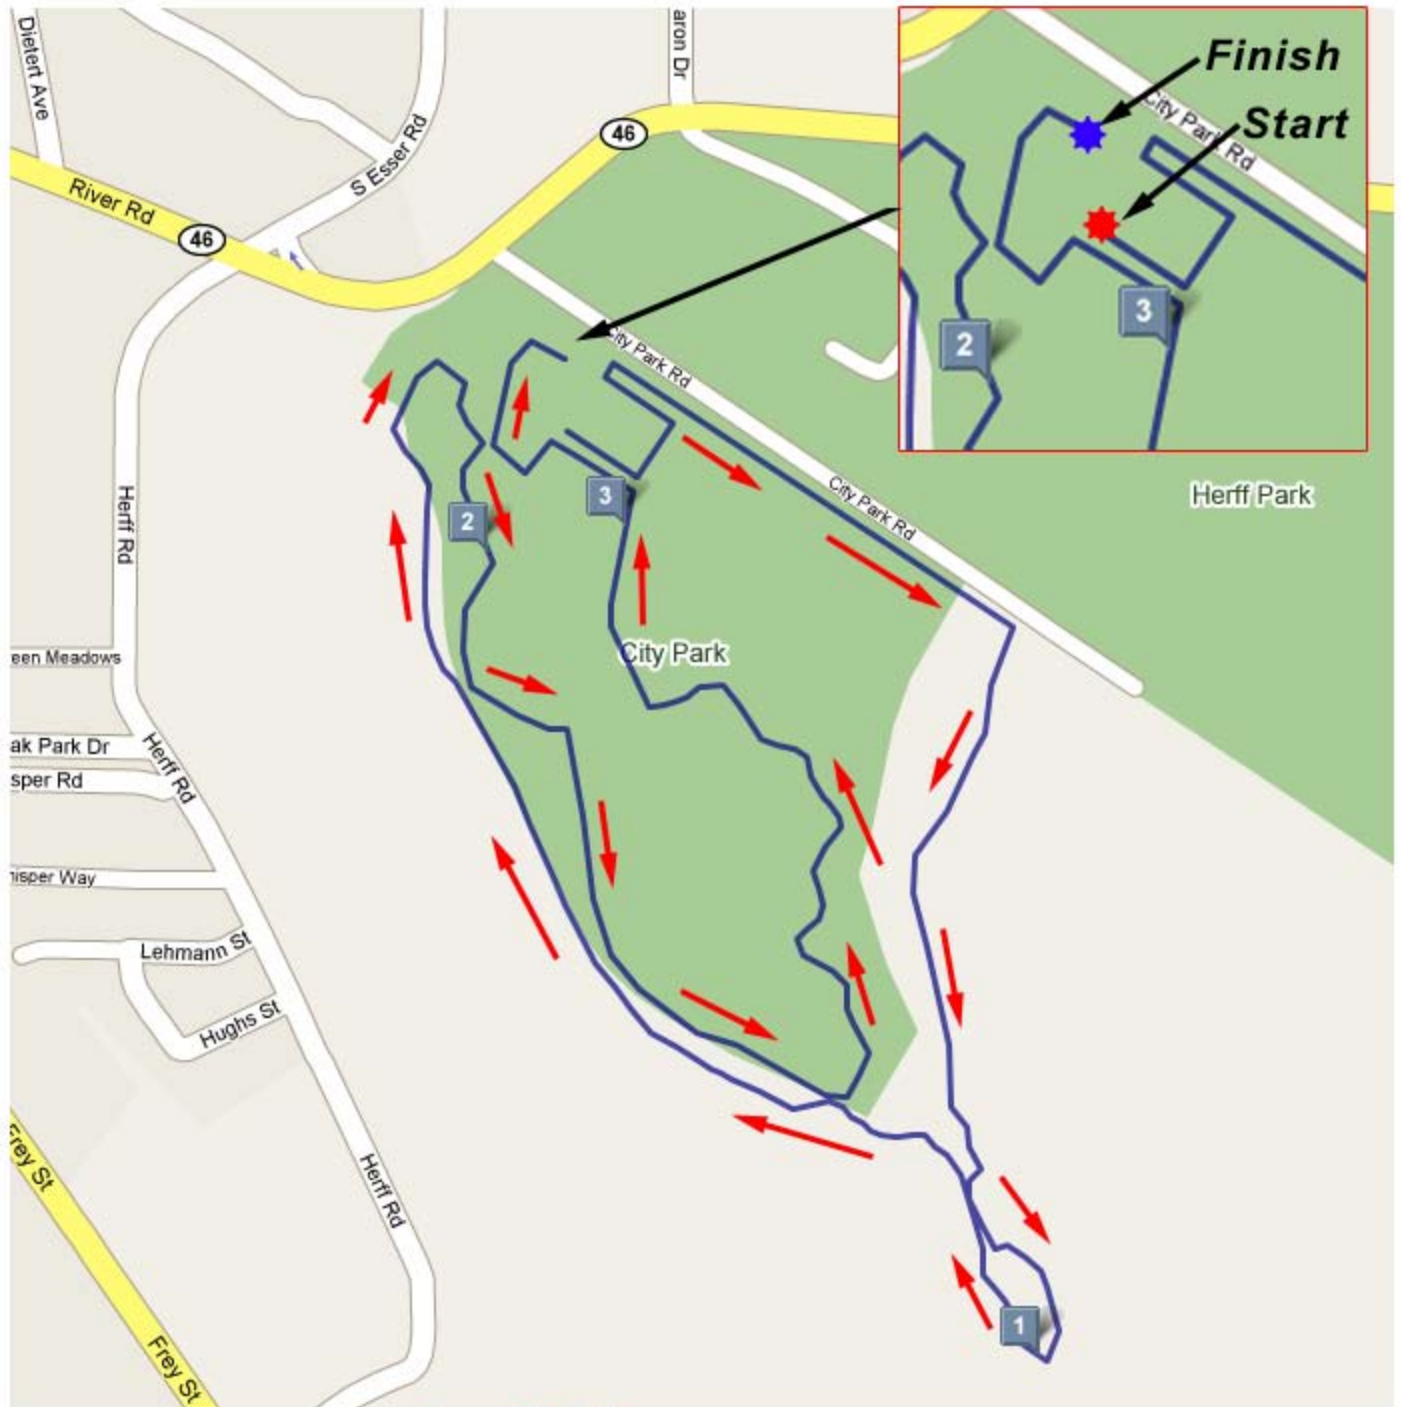 Dietert Ave
River Rd
46
S Esser Rd
46
aron Dr
Finish
Start
City Park Rd
2
3
City Park Rd
City Park Rd
Herff Park
Herff Rd
2
3
City Park
een Meadows
ak Park Dr
sper Rd
Herff Rd
isper Way
Lehmann St
Hughs St
Herff Rd
Frey St
Frey St
1